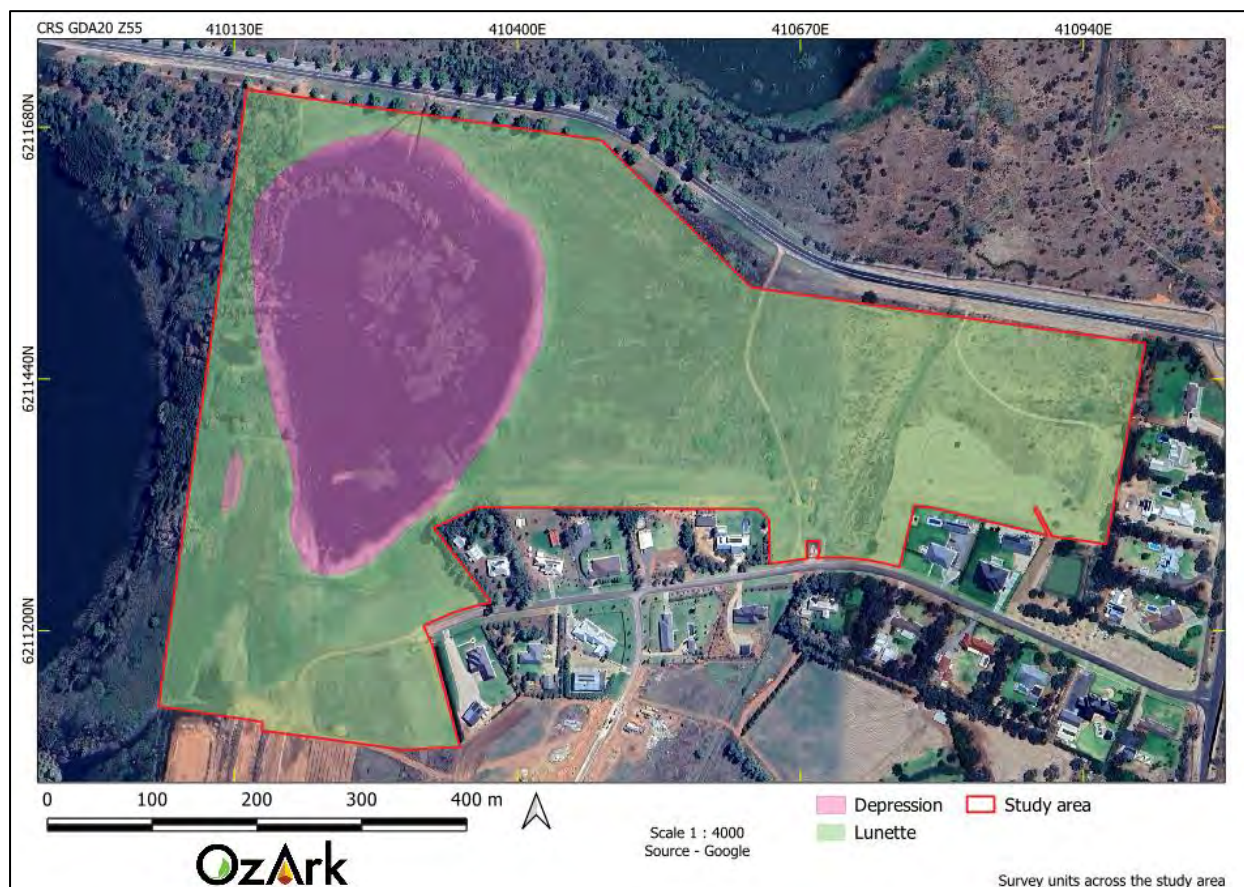 CRS GDA20 Z55
410130E
410400E
410670E
410940E
6211680N
6211440N
6211200N
0 100 200 300 400 m
OzArk
Scale 1 : 4000
Source - Google
Depression
Study area
Lunette
Survey units across the study area